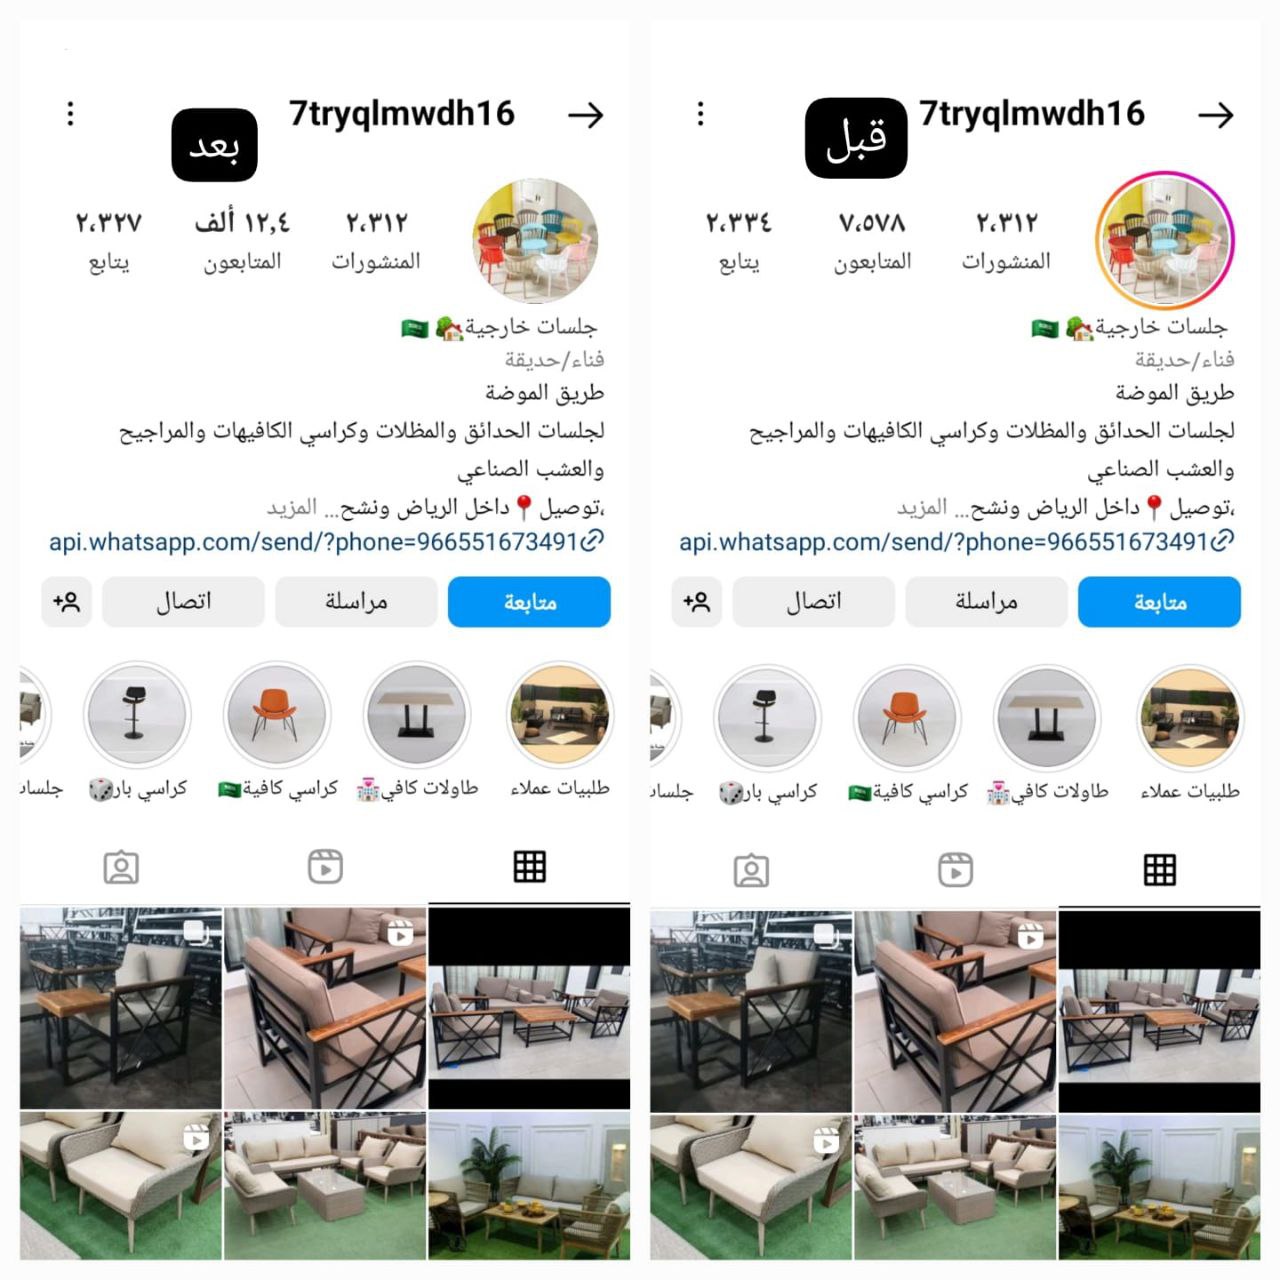 قبل
7tryqlmwdh16
٢،٣١٢ ٧،٥٧٨ ٢،٣٣٤
المنشورات المتابعون يتابع
جلسات خارجية🏡🇸🇦
فناء/حديقة
طريق الموضة
لجلسات الحدائق والمظلات وكراسي الكافيهات والمراجيح
والعشب الصناعي
،توصيل📍داخل الرياض ونشح... المزيد
api.whatsapp.com/send/?phone=966551673491
متابعة مراسلة اتصال
طلبيات عملاء طاولات كافي🏩 كراسي كافية🇸🇦 كراسي بار🎲 جلسات
بعد
7tryqlmwdh16
٢،٣١٢ ١٢,٤ ألف ٢،٣٢٧
المنشورات المتابعون يتابع
جلسات خارجية🏡🇸🇦
فناء/حديقة
طريق الموضة
لجلسات الحدائق والمظلات وكراسي الكافيهات والمراجيح
والعشب الصناعي
،توصيل📍داخل الرياض ونشح... المزيد
api.whatsapp.com/send/?phone=966551673491
متابعة مراسلة اتصال
طلبيات عملاء طاولات كافي🏩 كراسي كافية🇸🇦 كراسي بار🎲 جلسات